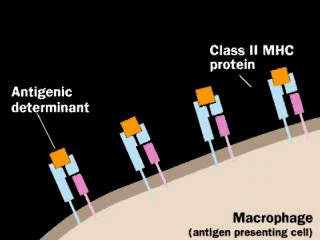 Class II MHC
protein
Antigenic
determinant
Macrophage
(antigen presenting cell)